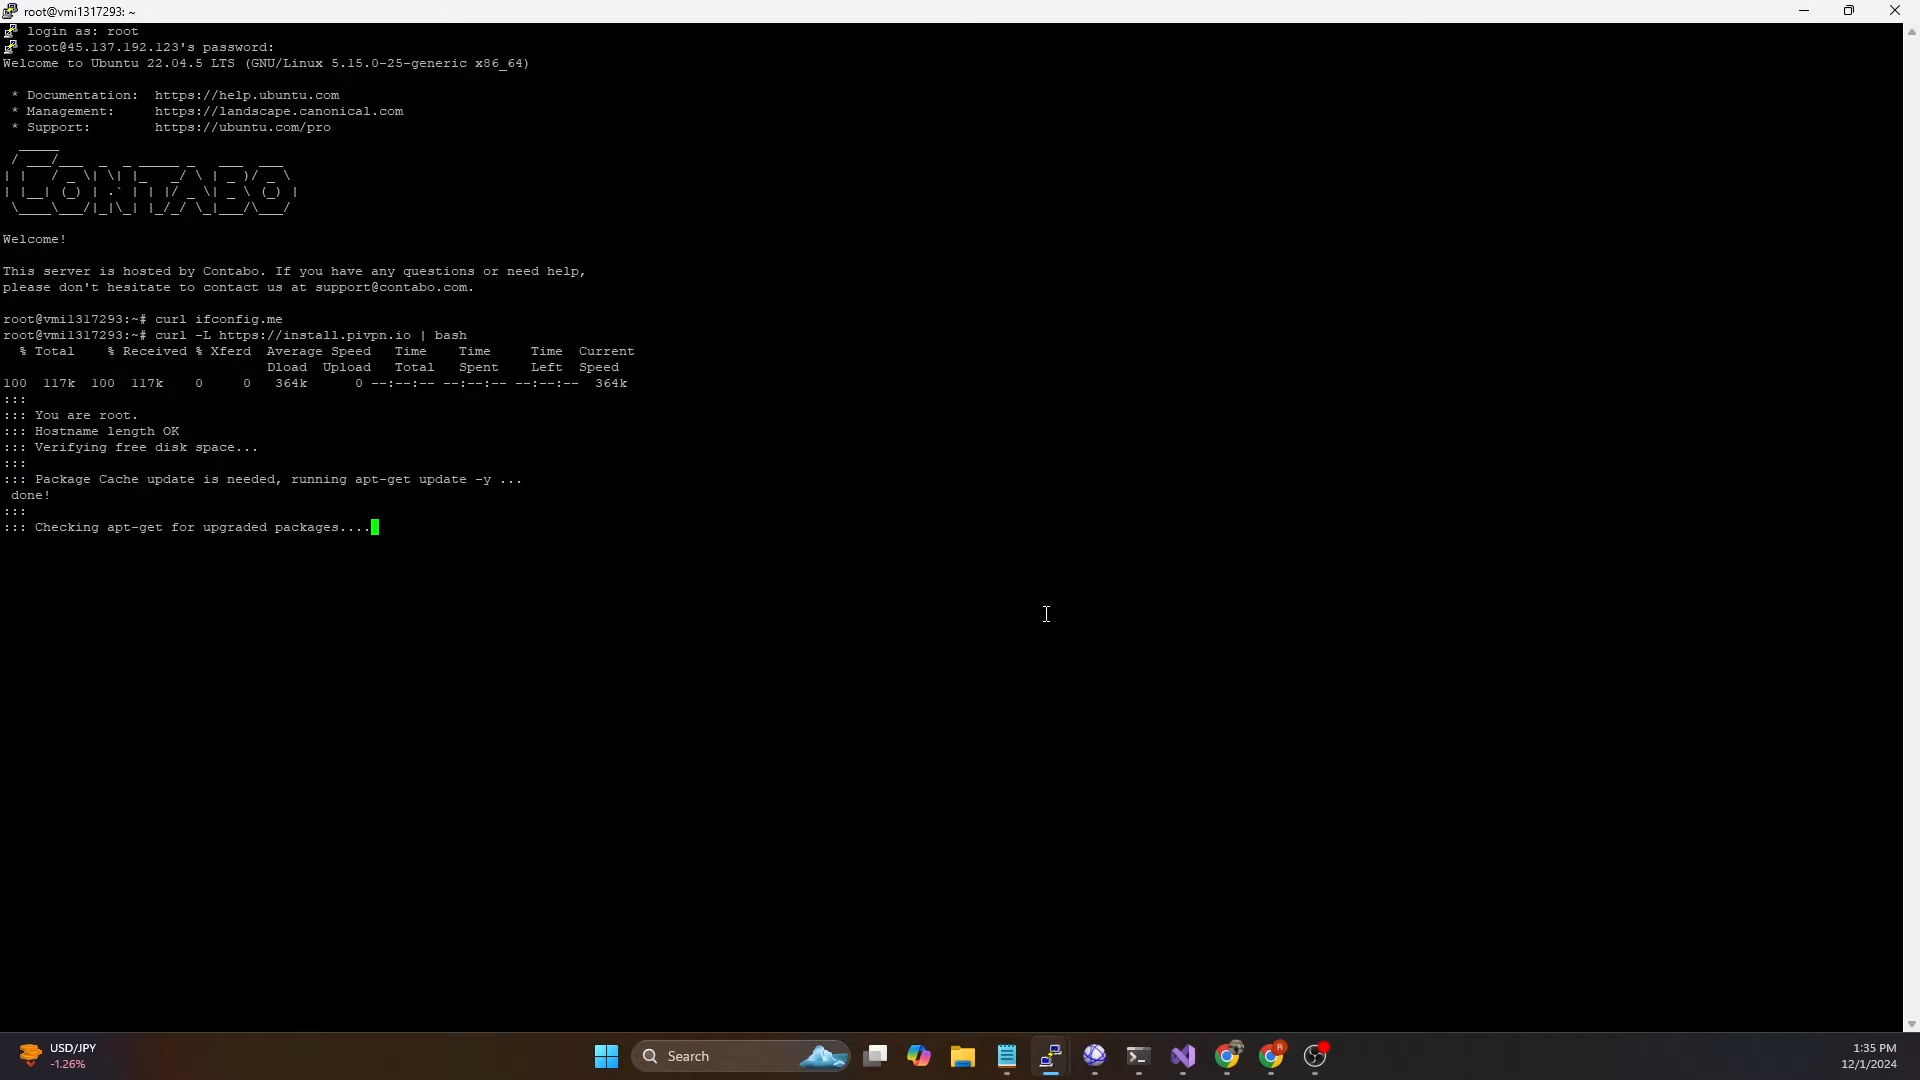 root@vmi1317293: ~
login as: root
root@45.137.192.123's password:
Welcome to Ubuntu 22.04.5 LTS (GNU/Linux 5.15.0-25-generic x86_64)
* Documentation:  https://help.ubuntu.com
* Management:     https://landscape.canonical.com
* Support:        https://ubuntu.com/pro
CONTABO
Welcome!
This server is hosted by Contabo. If you have any questions or need help,
please don't hesitate to contact us at support@contabo.com.
root@vmi1317293:~# curl ifconfig.me
root@vmi1317293:~# curl -L https://install.pivpn.io | bash
% Total    % Received % Xferd  Average Speed   Time    Time     Time  Current
Dload  Upload   Total   Spent    Left  Speed
100  117k  100  117k    0     0   364k      0 --:--:-- --:--:-- --:--:--  364k
:::
::: You are root.
::: Hostname length OK
::: Verifying free disk space...
:::
::: Package Cache update is needed, running apt-get update -y ...
done!
:::
::: Checking apt-get for upgraded packages....
USD/JPY
-1.26%
Search
R
1:35 PM
12/1/2024